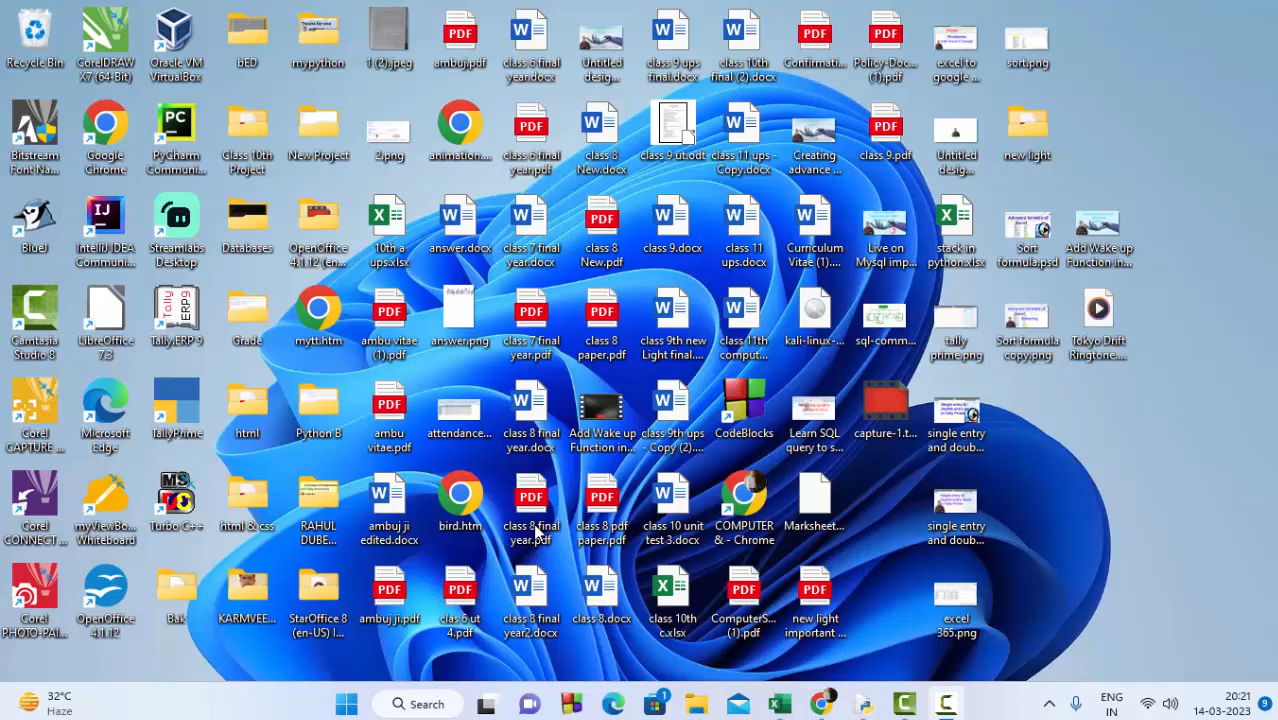 Recycle Bin
CorelDRAW
X7 (64-Bit)
Oracle VM
VirtualBox
bED
mypython
1 (2).jpeg
ambuj.pdf
class 6 final
year.docx
Untitled
desig...
class 9 ups
final.docx
class 10th
final (2).docx
Confirmati...
Policy-Doc...
(1).pdf
excel to
google ...
sort.png
Bitstream
Font Na...
Google
Chrome
PyCharm
Communi...
Class 10th
Project
New Project
2.png
animation....
class 6 final
year.pdf
class 8
New.docx
class 9 ut.odt
class 11 ups -
Copy.docx
Creating
advance ...
class 9.pdf
Untitled
desig...
new light
BlueJ
IntelliJ IDEA
Communi...
Streamlabs
Desktop
Databases
OpenOffice
4.1.12 (en...
10th a
ups.xlsx
answer.docx
class 7 final
year.docx
class 8
New.pdf
class 9.docx
class 11
ups.docx
Curriculum
Vitae (1)....
Live on
Mysql imp...
stack in
python.xlsx
Sort
formula.psd
Add Wake up
Function in...
Camtasia
Studio 8
LibreOffice
7.3
Tally.ERP 9
Grade
mytt.htm
ambu vitae
(1).pdf
answer.png
class 7 final
year.pdf
class 8
paper.pdf
class 9th new
Light final....
class 11th
comput...
kali-linux-...
sql-comm...
tally
prime.png
Sort formula
copy.png
Tokyo Drift
Ringtone....
Corel
CAPTURE ...
Microsoft
Edge
TallyPrime
html
Python B
ambu
vitae.pdf
attendance...
class 8 final
year.docx
Add Wake up
Function in...
class 9th ups
- Copy (2)....
CodeBlocks
Learn SQL
query to s...
capture-1.t...
single entry
and doub...
Corel
CONNECT ...
myViewBo...
Whiteboard
Turbo C++
html & css
RAHUL
DUBE...
ambuj ji
edited.docx
bird.htm
class 8 final
year.pdf
class 8 pdf
paper.pdf
class 10 unit
test 3.docx
COMPUTER
& - Chrome
Marksheet...
single entry
and doub...
Corel
PHOTO-PAI...
OpenOffice
4.1.12
Bak
KARMVEE...
StarOffice 8
(en-US) I...
ambuj ji.pdf
clas 6 ut
4.pdf
class 8 final
year2.docx
class 8.docx
class 10th
c.xlsx
ComputerS...
(1).pdf
new light
important ...
excel
365.png
32°C
Haze
Search
1
ENG
IN
20:21
14-03-2023
9